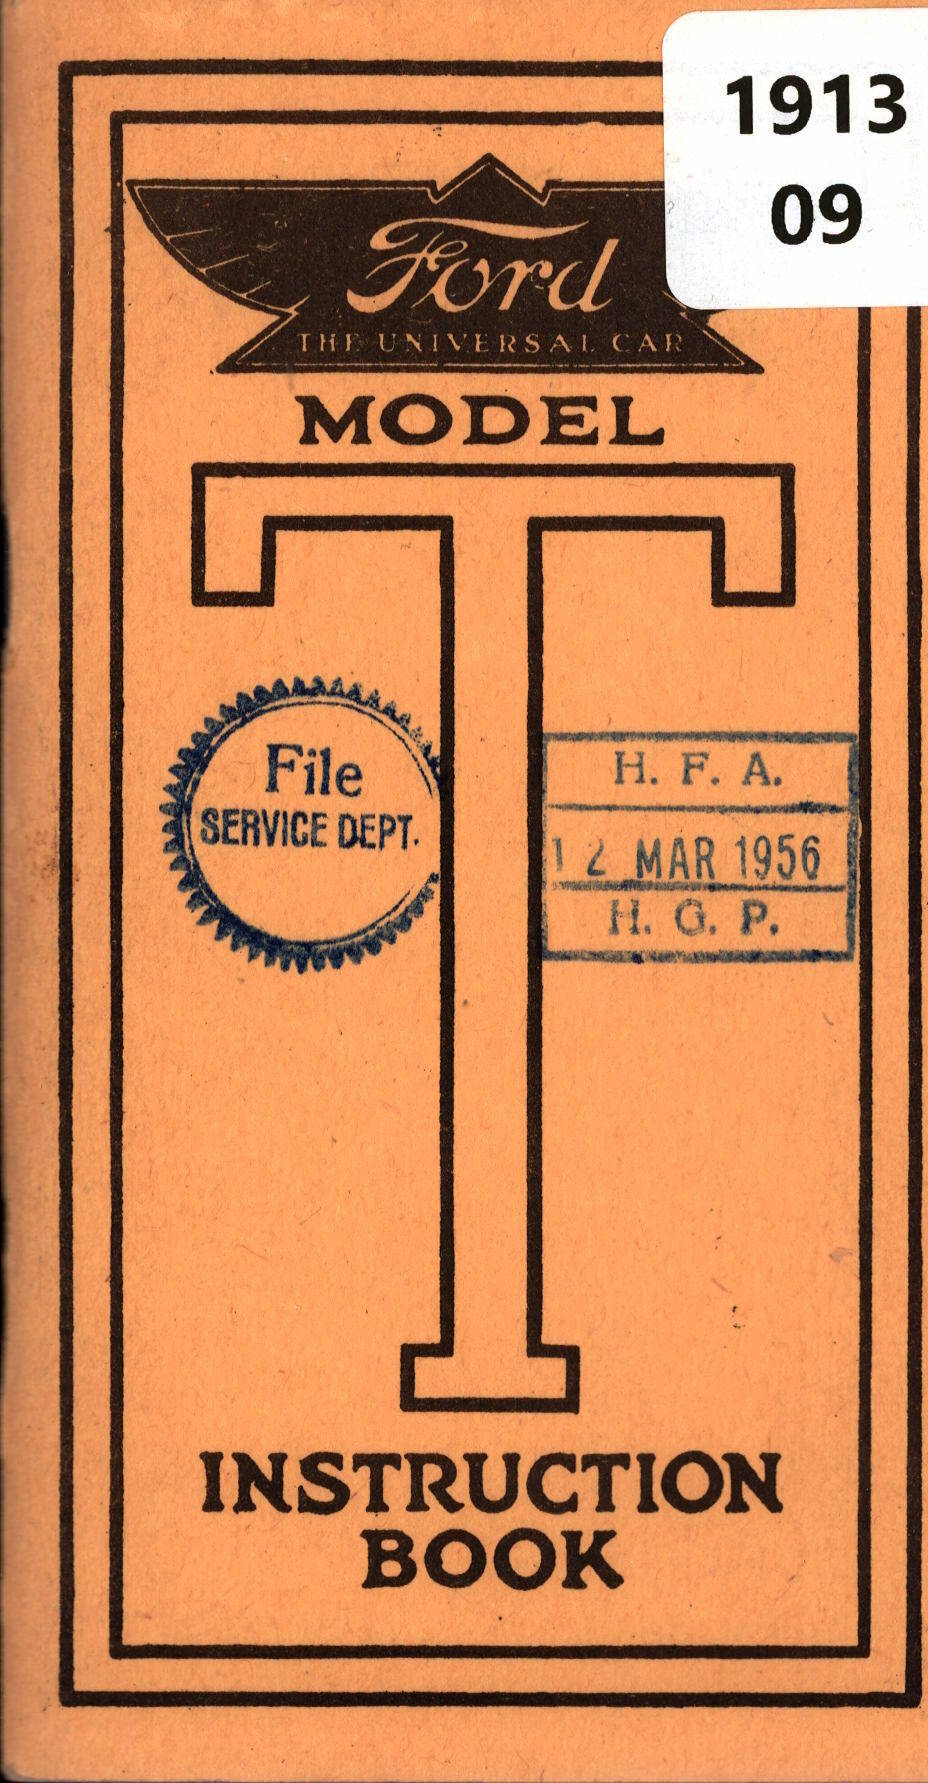 1913
09
Ford
THE UNIVERSAL CAR
MODEL
T
File
SERVICE DEPT.
H. F. A.
12 MAR 1956
H. G. P.
INSTRUCTION
BOOK